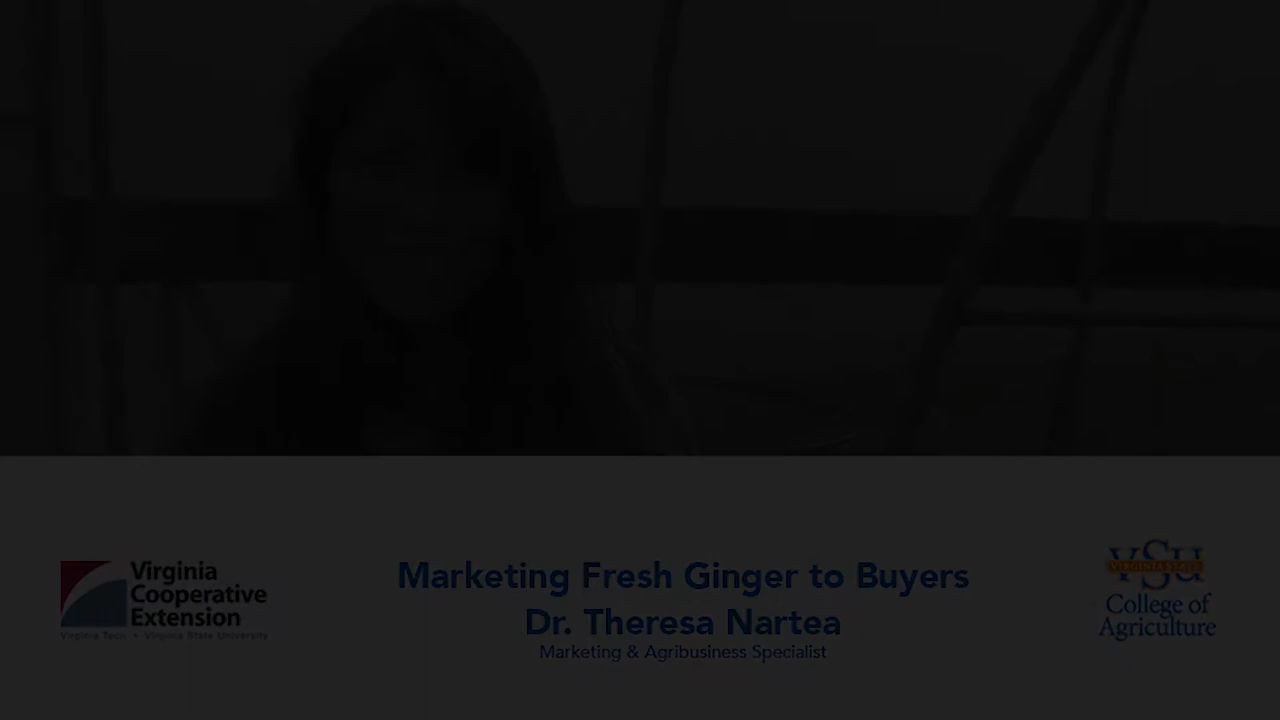 Virginia
Cooperative
Extension
Virginia Tech • Virginia State University
Marketing Fresh Ginger to Buyers
Dr. Theresa Nartea
Marketing & Agribusiness Specialist
VSU
VIRGINIA STATE
College of
Agriculture